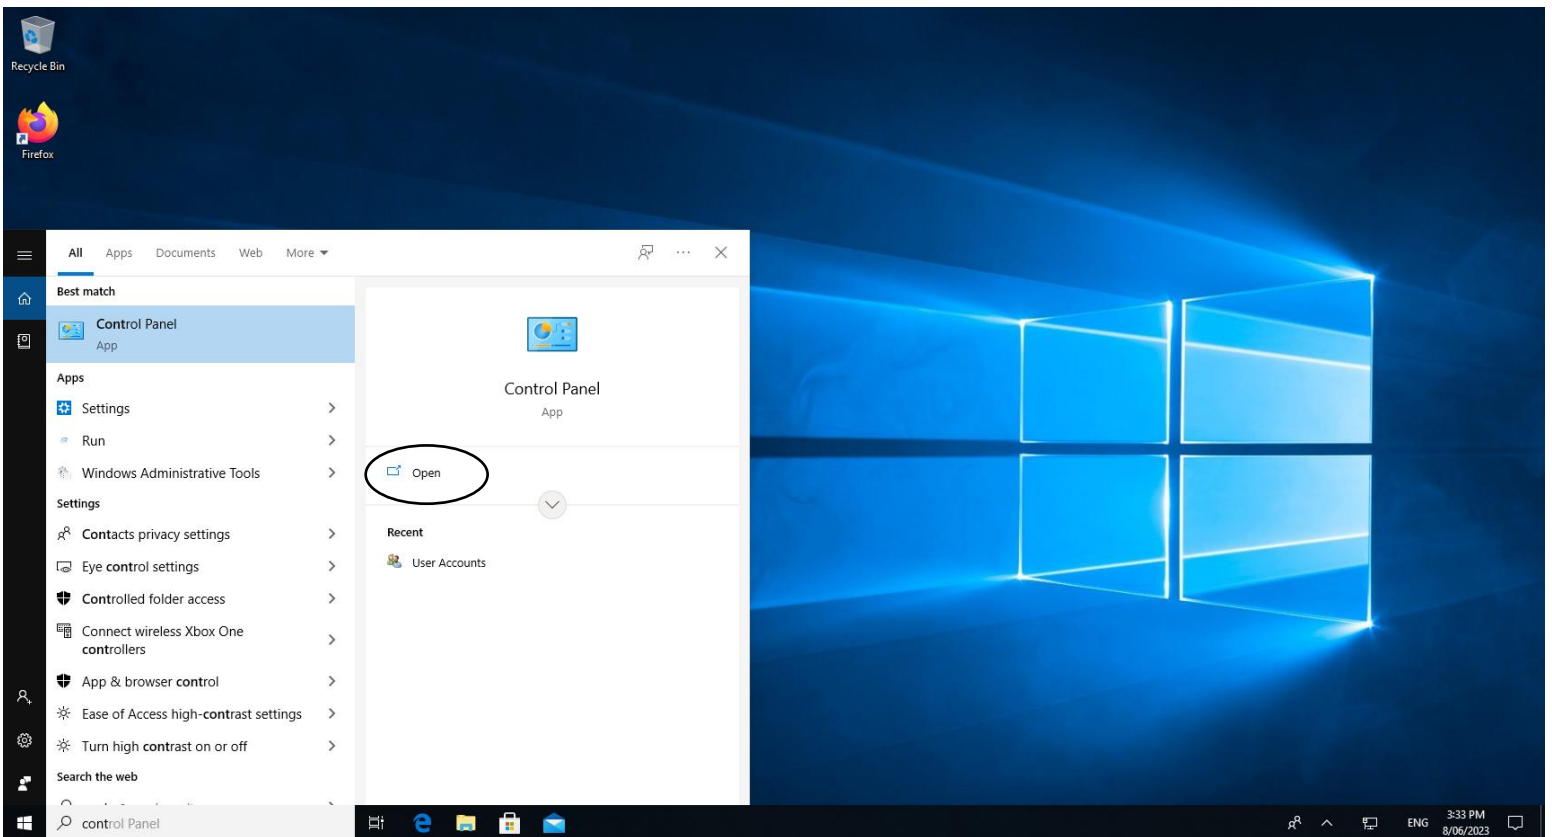 Recycle Bin
Firefox
All Apps Documents Web More
Best match
Control Panel
App
Apps
Settings
Run
Windows Administrative Tools
Settings
Contacts privacy settings
Eye control settings
Controlled folder access
Connect wireless Xbox One
controllers
App & browser control
Ease of Access high-contrast settings
Turn high contrast on or off
Search the web
control Panel
Control Panel
App
Open
Recent
User Accounts
ENG
3:33 PM
8/06/2023